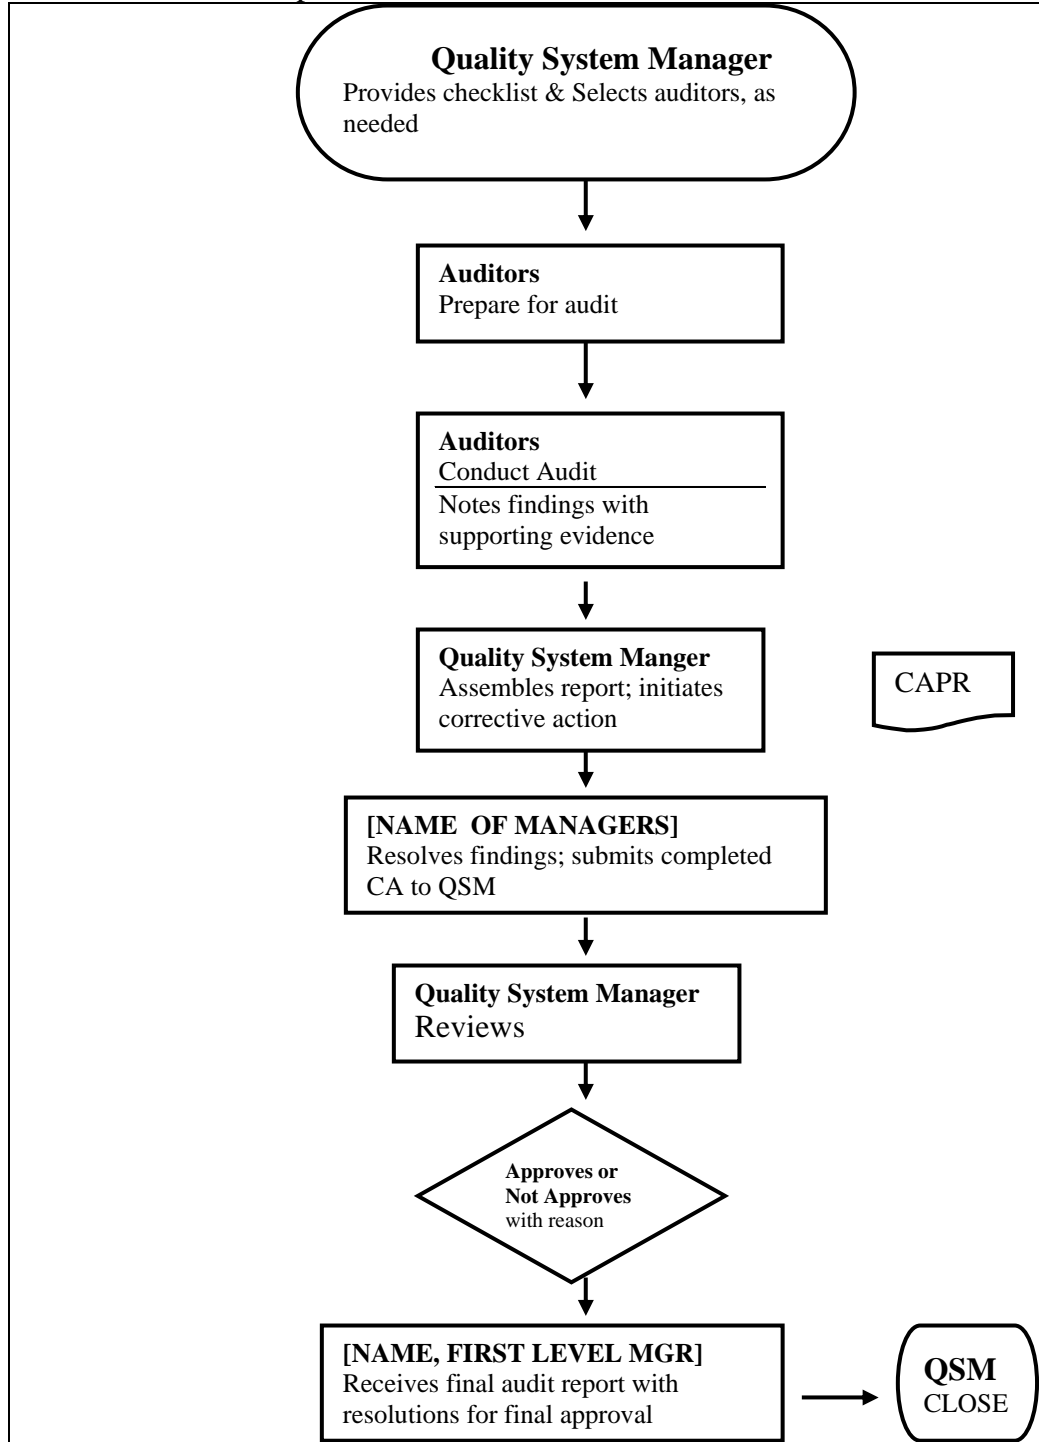 Quality System Manager
Provides checklist & Selects auditors, as
needed
Auditors
Prepare for audit
Auditors
Conduct Audit
Notes findings with
supporting evidence
Quality System Manger
Assembles report; initiates
corrective action
CAPR
[NAME  OF MANAGERS]
Resolves findings; submits completed
CA to QSM
Quality System Manager
Reviews
Approves or
Not Approves
with reason
[NAME, FIRST LEVEL MGR]
Receives final audit report with
resolutions for final approval
QSM
CLOSE